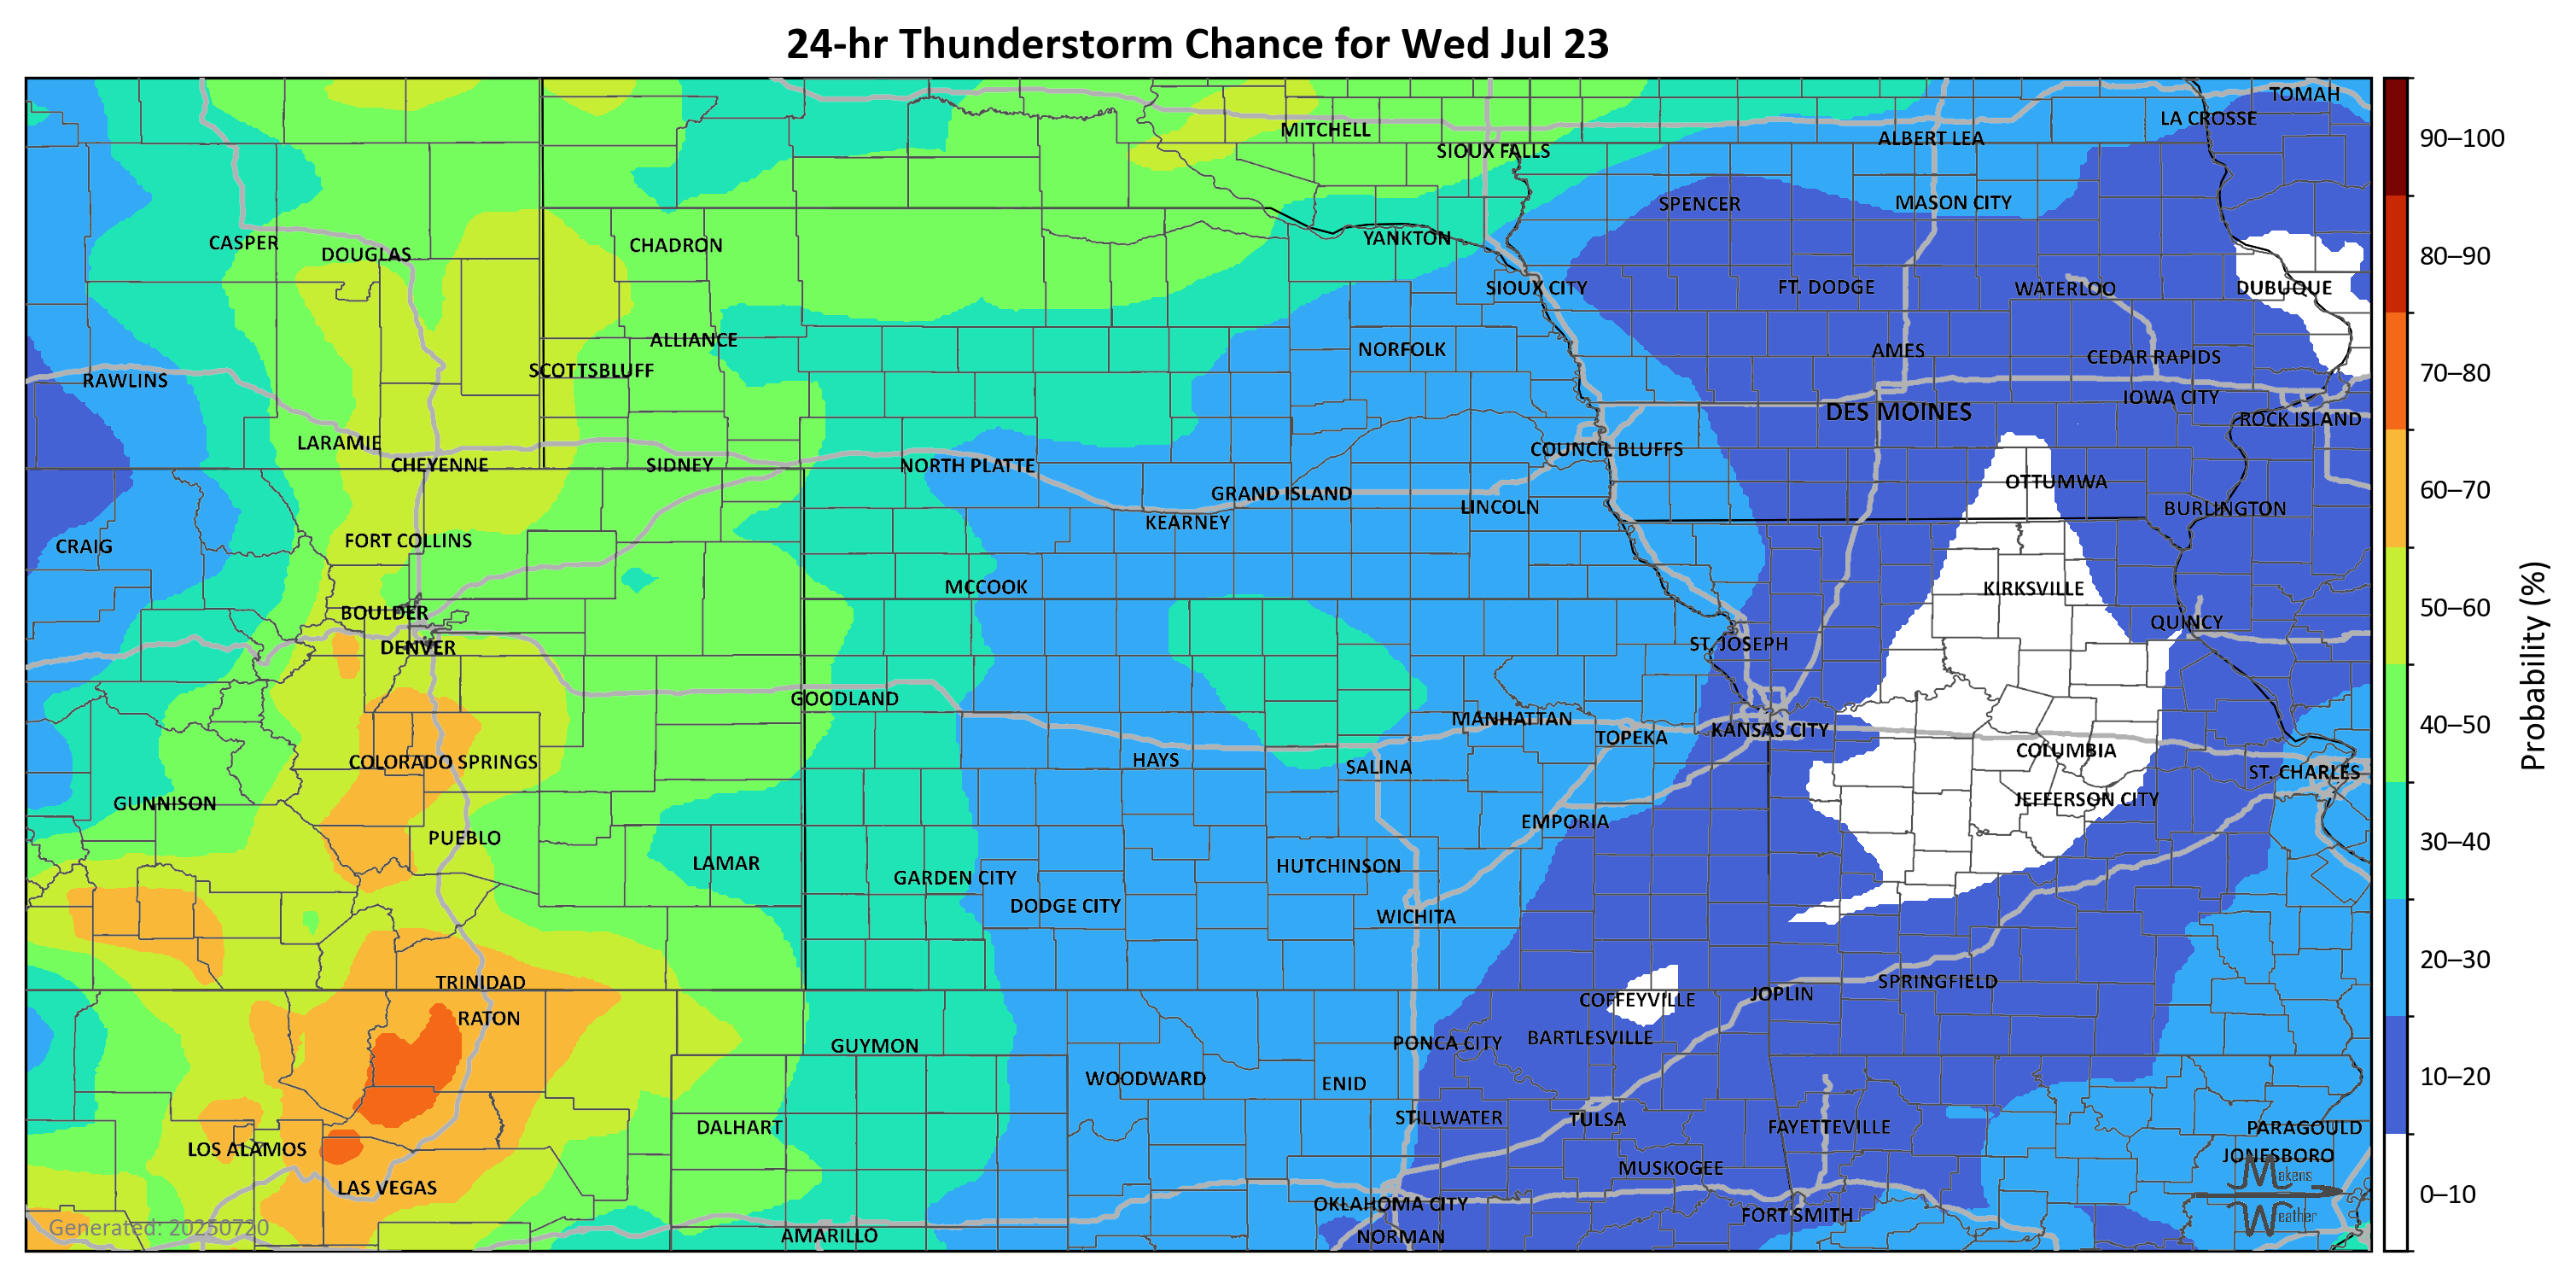 24-hr Thunderstorm Chance for Wed Jul 23
TOMAH
LA CROSSE
MITCHELL
ALBERT LEA
SIOUX FALLS
SPENCER
MASON CITY
CASPER
DOUGLAS
CHADRON
YANKTON
SIOUX CITY
FT. DODGE
WATERLOO
DUBUQUE
ALLIANCE
NORFOLK
AMES
CEDAR RAPIDS
SCOTTSBLUFF
RAWLINS
IOWA CITY
DES MOINES
ROCK ISLAND
LARAMIE
COUNCIL BLUFFS
CHEYENNE
SIDNEY
NORTH PLATTE
OTTUMWA
GRAND ISLAND
LINCOLN
BURLINGTON
KEARNEY
CRAIG
FORT COLLINS
MCCOOK
KIRKSVILLE
BOULDER
QUINCY
DENVER
ST. JOSEPH
GOODLAND
MANHATTAN
TOPEKA
KANSAS CITY
COLUMBIA
COLORADO SPRINGS
HAYS
SALINA
ST. CHARLES
GUNNISON
JEFFERSON CITY
EMPORIA
PUEBLO
LAMAR
HUTCHINSON
GARDEN CITY
DODGE CITY
WICHITA
TRINIDAD
SPRINGFIELD
JOPLIN
COFFEYVILLE
RATON
BARTLESVILLE
PONCA CITY
GUYMON
WOODWARD
ENID
STILLWATER
TULSA
DALHART
FAYETTEVILLE
PARAGOULD
LOS ALAMOS
JONESBORO
MUSKOGEE
LAS VEGAS
OKLAHOMA CITY
FORT SMITH
AMARILLO
NORMAN
Generated: 20250720
Makens
Weather
90–100
80–90
70–80
60–70
50–60
40–50
30–40
20–30
10–20
0–10
Probability (%)